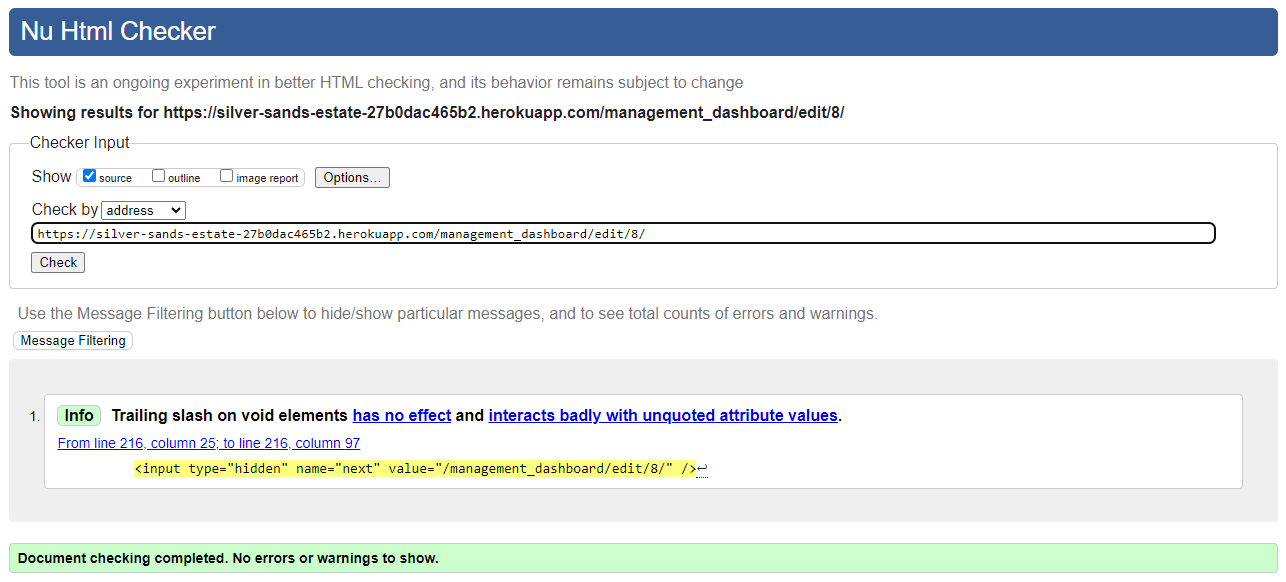 Nu Html Checker
This tool is an ongoing experiment in better HTML checking, and its behavior remains subject to change
Showing results for https://silver-sands-estate-27b0dac465b2.herokuapp.com/management_dashboard/edit/8/
Checker Input
Show source outline image report Options...
Check by address
https://silver-sands-estate-27b0dac465b2.herokuapp.com/management_dashboard/edit/8/
Check
Use the Message Filtering button below to hide/show particular messages, and to see total counts of errors and warnings.
Message Filtering
1. Info Trailing slash on void elements has no effect and interacts badly with unquoted attribute values.
From line 216, column 25; to line 216, column 97
<input type="hidden" name="next" value="/management_dashboard/edit/8/" />↩
Document checking completed. No errors or warnings to show.